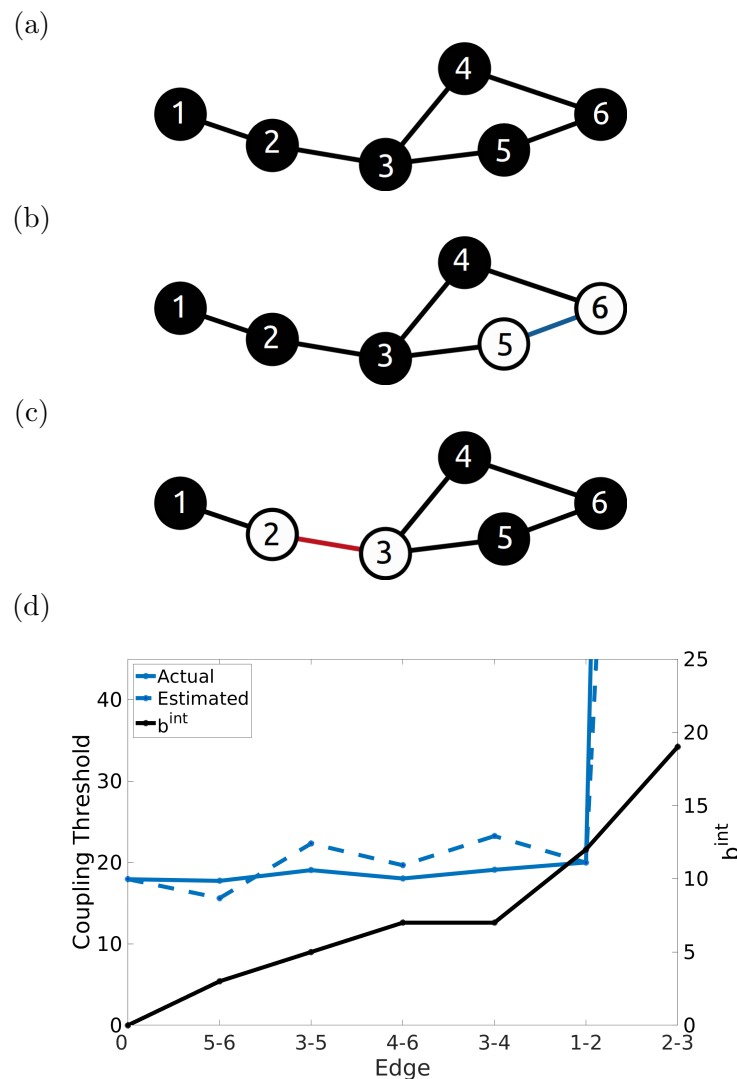 (a)
1 2 3 4 5 6
(b)
1 2 3 4 5 6
(c)
1 2 3 4 5 6
(d)
Actual
Estimated
b^int
Coupling Threshold
40
30
20
10
0
25
20
15
10
5
0
b^int
0 5-6 3-5 4-6 3-4 1-2 2-3
Edge